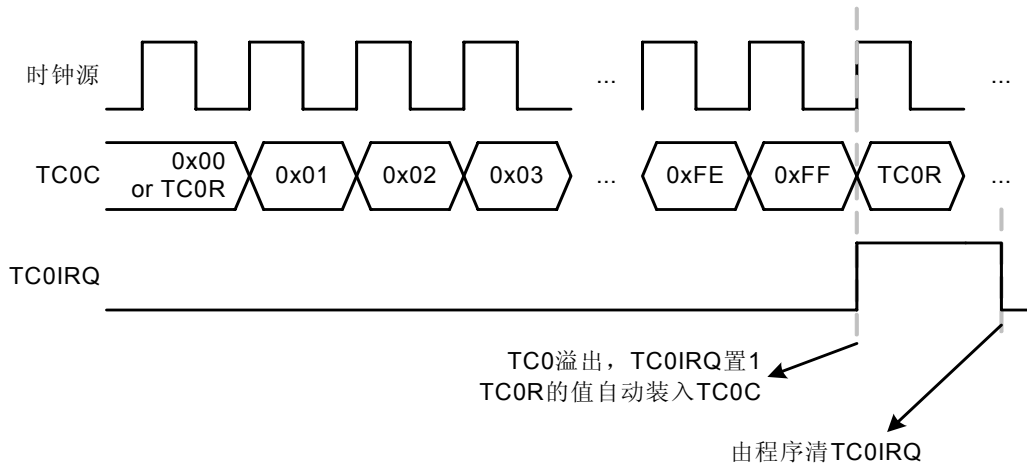 时钟源
...
...
TC0C
0x00
or TC0R
0x01
0x02
0x03
...
0xFE
0xFF
TC0R
...
TC0IRQ
TC0溢出，TC0IRQ置1
TC0R的值自动装入TC0C
由程序清TC0IRQ